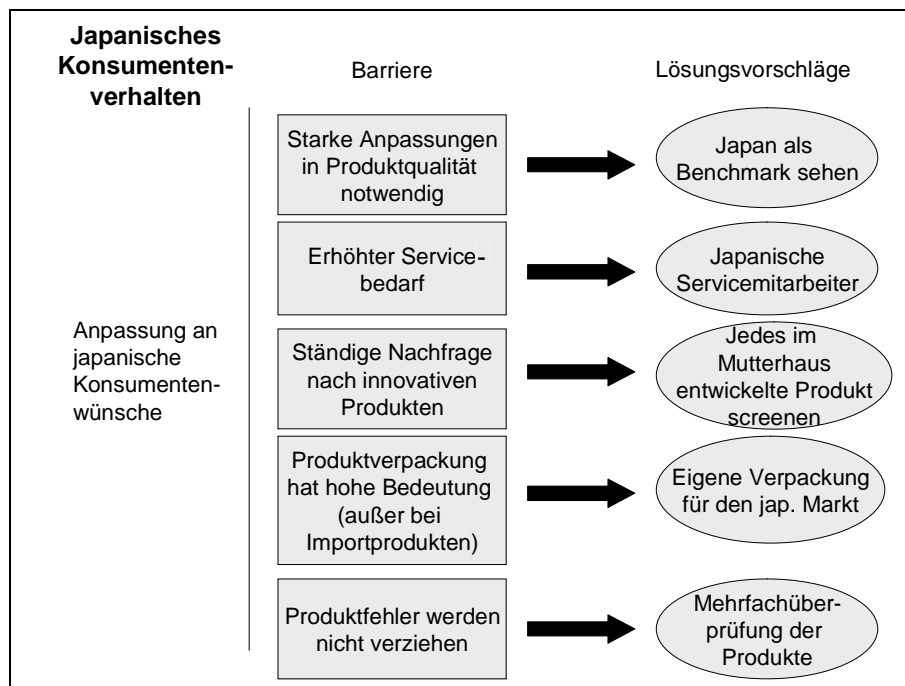 Japanisches
Konsumenten-
verhalten
Barriere
Lösungsvorschläge
Anpassung an
japanische
Konsumenten-
wünsche
Starke Anpassungen
in Produktqualität
notwendig
Japan als
Benchmark sehen
Erhöhter Service-
bedarf
Japanische
Servicemitarbeiter
Ständige Nachfrage
nach innovativen
Produkten
Jedes im
Mutterhaus
entwickelte Produkt
screenen
Produktverpackung
hat hohe Bedeutung
(außer bei
Importprodukten)
Eigene Verpackung
für den jap. Markt
Produktfehler werden
nicht verziehen
Mehrfachüber-
prüfung der
Produkte